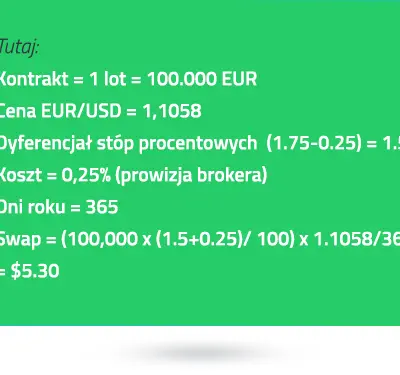 Tutaj:
Kontrakt = 1 lot = 100.000 EUR
Cena EUR/USD = 1,1058
Dyferencjał stóp procentowych (1.75-0.25) = 1.5
Koszt = 0,25% (prowizja brokera)
Dni roku = 365
Swap = (100,000 x (1.5+0.25)/ 100) x 1.1058/36
= $5.30